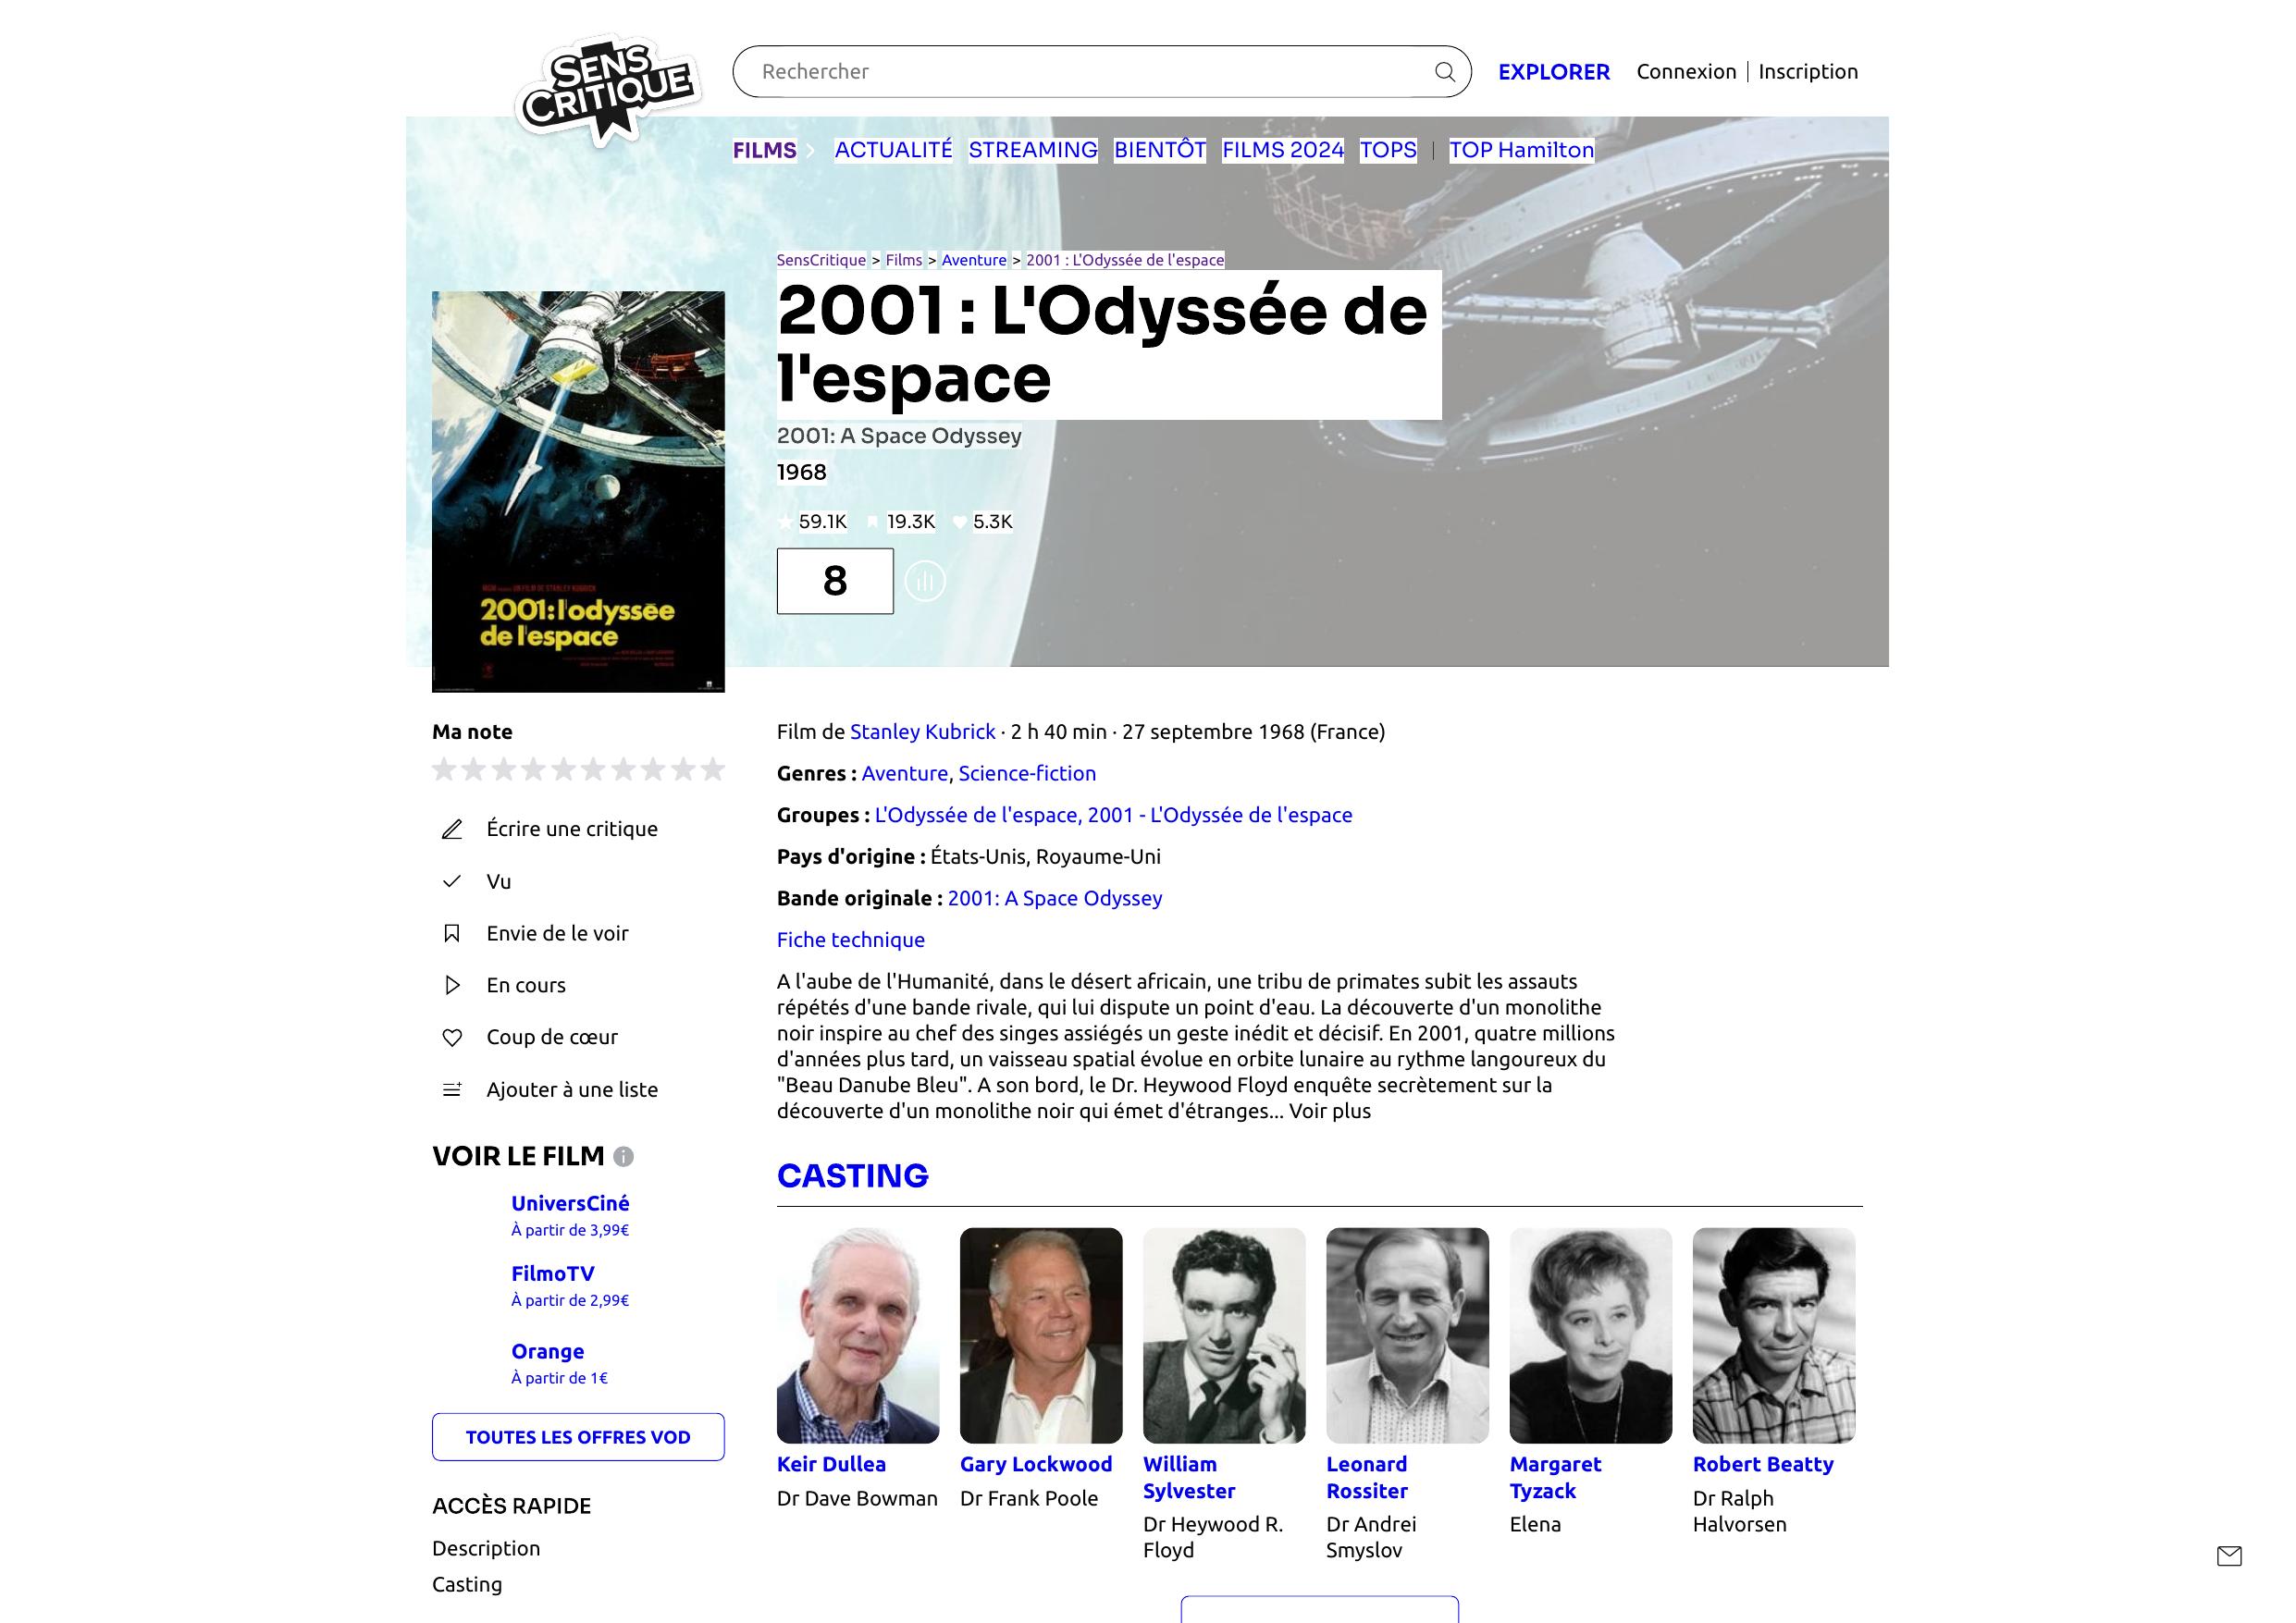 SENS
CRITIQUE
Rechercher
EXPLORER
Connexion | Inscription
FILMS
ACTUALITÉ
STREAMING
BIENTÔT
FILMS 2024
TOPS
|
TOP Hamilton
SensCritique > Films > Aventure > 2001 : L'Odyssée de l'espace
2001 : L'Odyssée de
l'espace
2001: A Space Odyssey
1968
59.1K
19.3K
5.3K
8
UN FILM DE STANLEY KUBRICK
2001:l'odyssée
de l'espace
Ma note
Écrire une critique
Vu
Envie de le voir
En cours
Coup de cœur
Ajouter à une liste
VOIR LE FILM
UniversCiné
À partir de 3,99€
FilmoTV
À partir de 2,99€
Orange
À partir de 1€
TOUTES LES OFFRES VOD
ACCÈS RAPIDE
Description
Casting
Film de Stanley Kubrick · 2 h 40 min · 27 septembre 1968 (France)
Genres : Aventure, Science-fiction
Groupes : L'Odyssée de l'espace, 2001 - L'Odyssée de l'espace
Pays d'origine : États-Unis, Royaume-Uni
Bande originale : 2001: A Space Odyssey
Fiche technique
A l'aube de l'Humanité, dans le désert africain, une tribu de primates subit les assauts
répétés d'une bande rivale, qui lui dispute un point d'eau. La découverte d'un monolithe
noir inspire au chef des singes assiégés un geste inédit et décisif. En 2001, quatre millions
d'années plus tard, un vaisseau spatial évolue en orbite lunaire au rythme langoureux du
"Beau Danube Bleu". A son bord, le Dr. Heywood Floyd enquête secrètement sur la
découverte d'un monolithe noir qui émet d'étranges... Voir plus
CASTING
Keir Dullea
Dr Dave Bowman
Gary Lockwood
Dr Frank Poole
William
Sylvester
Dr Heywood R.
Floyd
Leonard
Rossiter
Dr Andrei
Smyslov
Margaret
Tyzack
Elena
Robert Beatty
Dr Ralph
Halvorsen